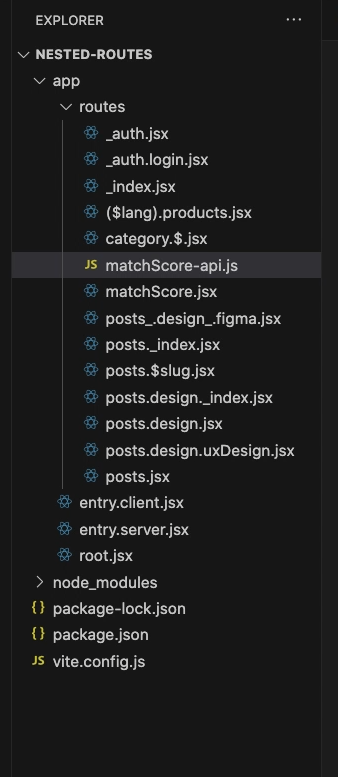 EXPLORER ...
NESTED-ROUTES
app
routes
_auth.jsx
_auth.login.jsx
_index.jsx
($lang).products.jsx
category.$.jsx
JS matchScore-api.js
matchScore.jsx
posts_.design_.figma.jsx
posts._index.jsx
posts.$slug.jsx
posts.design._index.jsx
posts.design.jsx
posts.design.uxDesign.jsx
posts.jsx
entry.client.jsx
entry.server.jsx
root.jsx
node_modules
{} package-lock.json
{} package.json
JS vite.config.js